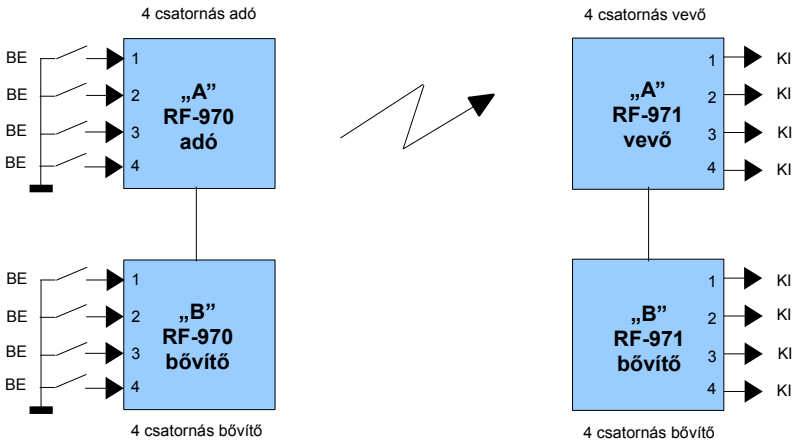 4 csatornás adó
4 csatornás vevő
BE 1
BE 2
BE 3
BE 4
„A”
RF-970
adó
„A”
RF-971
vevő
1 KI
2 KI
3 KI
4 KI
BE 1
BE 2
BE 3
BE 4
„B”
RF-970
bővítő
„B”
RF-971
bővítő
1 KI
2 KI
3 KI
4 KI
4 csatornás bővítő
4 csatornás bővítő